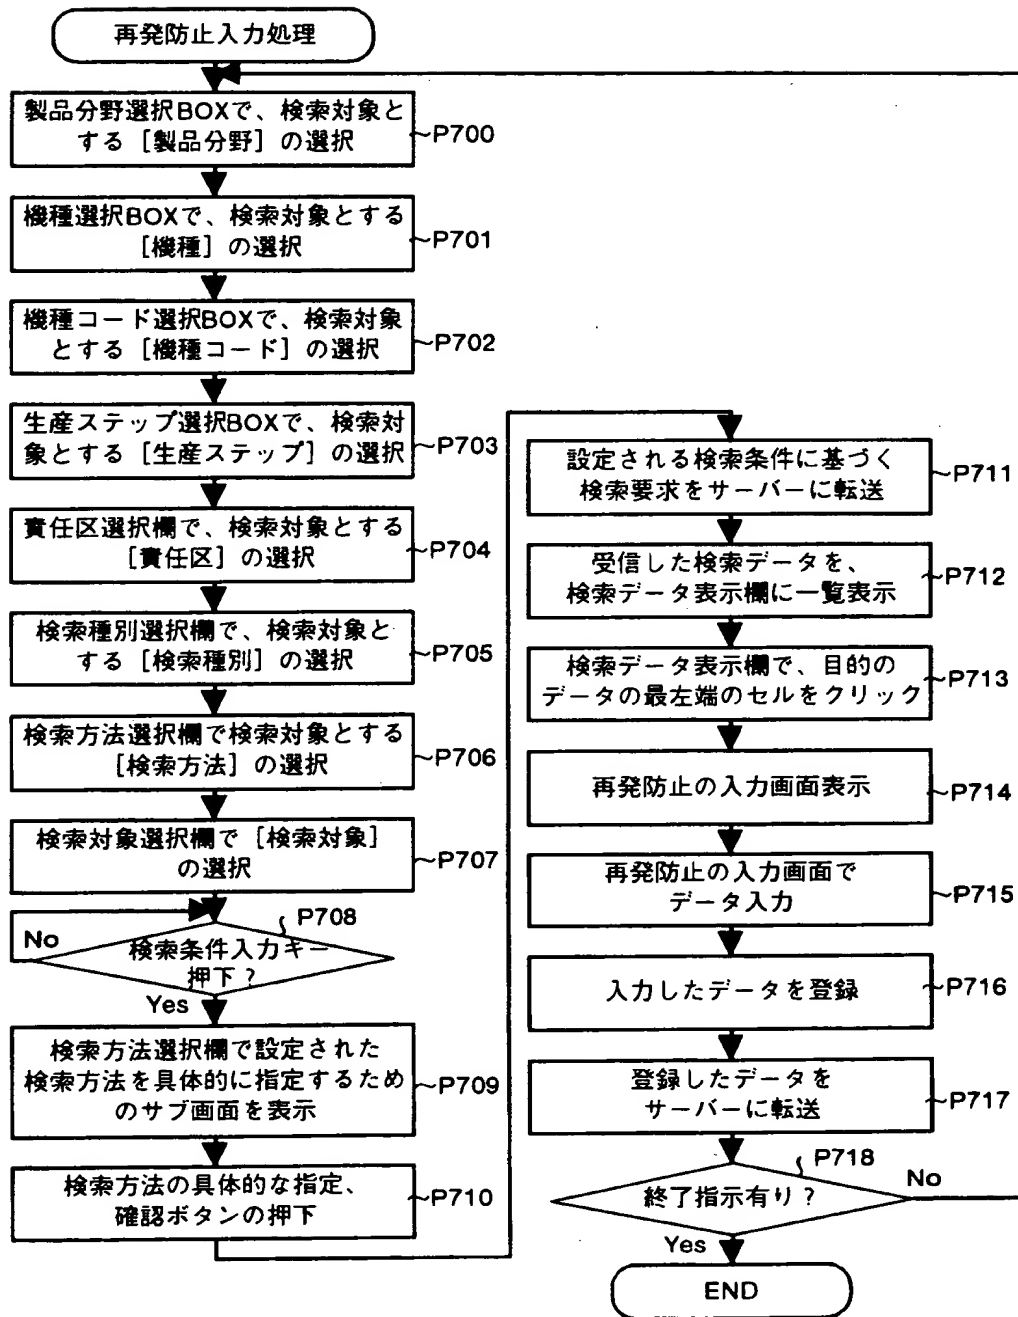 再発防止入力処理
製品分野選択BOXで、検索対象と
する［製品分野］の選択
~P700
機種選択BOXで、検索対象とする
［機種］の選択
~P701
機種コード選択BOXで、検索対象
とする［機種コード］の選択
~P702
生産ステップ選択BOXで、検索対
象とする［生産ステップ］の選択
~P703
責任区選択欄で、検索対象とする
［責任区］の選択
~P704
検索種別選択欄で、検索対象と
する［検索種別］の選択
~P705
検索方法選択欄で検索対象とする
［検索方法］の選択
~P706
検索対象選択欄で［検索対象］
の選択
~P707
P708
No
検索条件入力キー
押下？
Yes
検索方法選択欄で設定された
検索方法を具体的に指定するため
のサブ画面を表示
~P709
検索方法の具体的な指定、
確認ボタンの押下
~P710
設定される検索条件に基づく
検索要求をサーバーに転送
~P711
受信した検索データを、
検索データ表示欄に一覧表示
~P712
検索データ表示欄で、目的の
データの最左端のセルをクリック
~P713
再発防止の入力画面表示
~P714
再発防止の入力画面で
データ入力
~P715
入力したデータを登録
~P716
登録したデータを
サーバーに転送
~P717
P718
終了指示有り？
No
Yes
END